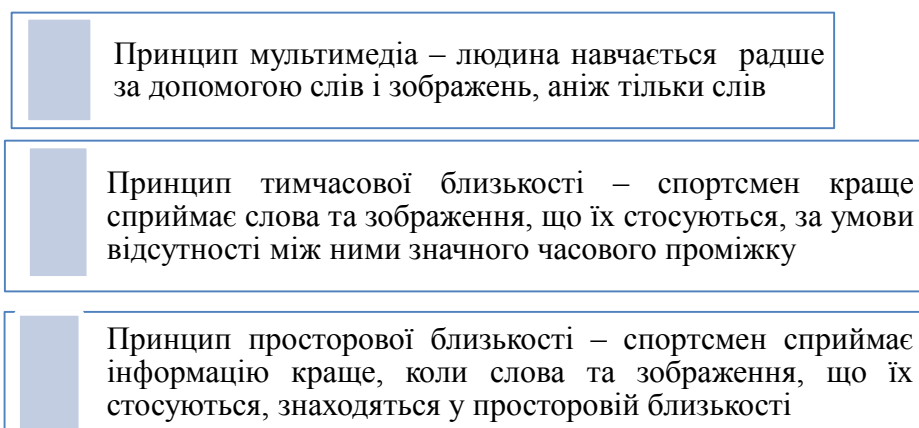 Принцип мультимедіа – людина навчається радше
за допомогою слів і зображень, аніж тільки слів
Принцип тимчасової близькості – спортсмен краще
сприймає слова та зображення, що їх стосуються, за умови
відсутності між ними значного часового проміжку
Принцип просторової близькості – спортсмен сприймає
інформацію краще, коли слова та зображення, що їх
стосуються, знаходяться у просторовій близькості